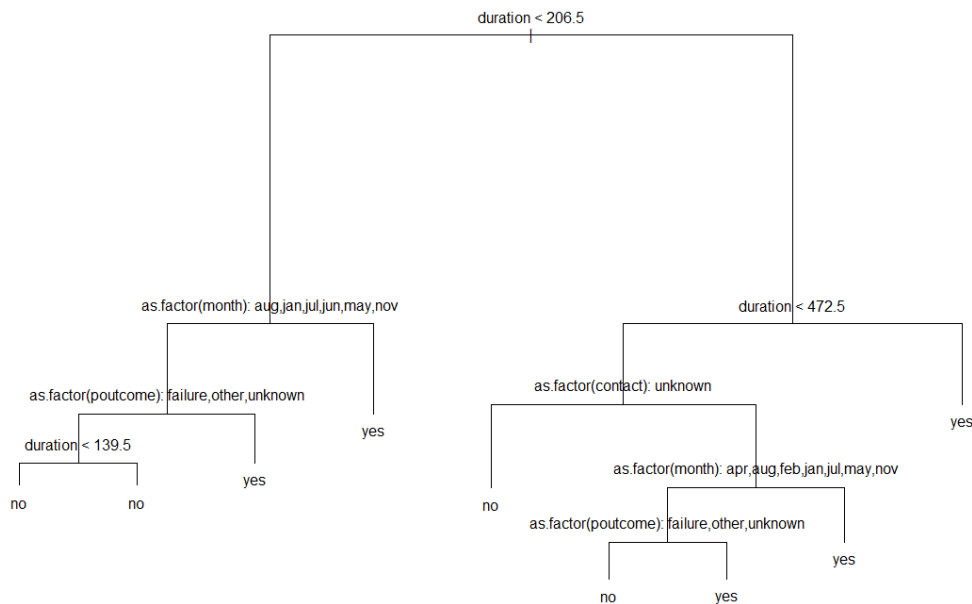 duration < 206.5
as.factor(month): aug,jan,jul,jun,may,nov
duration < 472.5
as.factor(poutcome): failure,other,unknown
as.factor(contact): unknown
yes
yes
duration < 139.5
as.factor(month): apr,aug,feb,jan,jul,may,nov
yes
no
no
no
as.factor(poutcome): failure,other,unknown
yes
no
yes